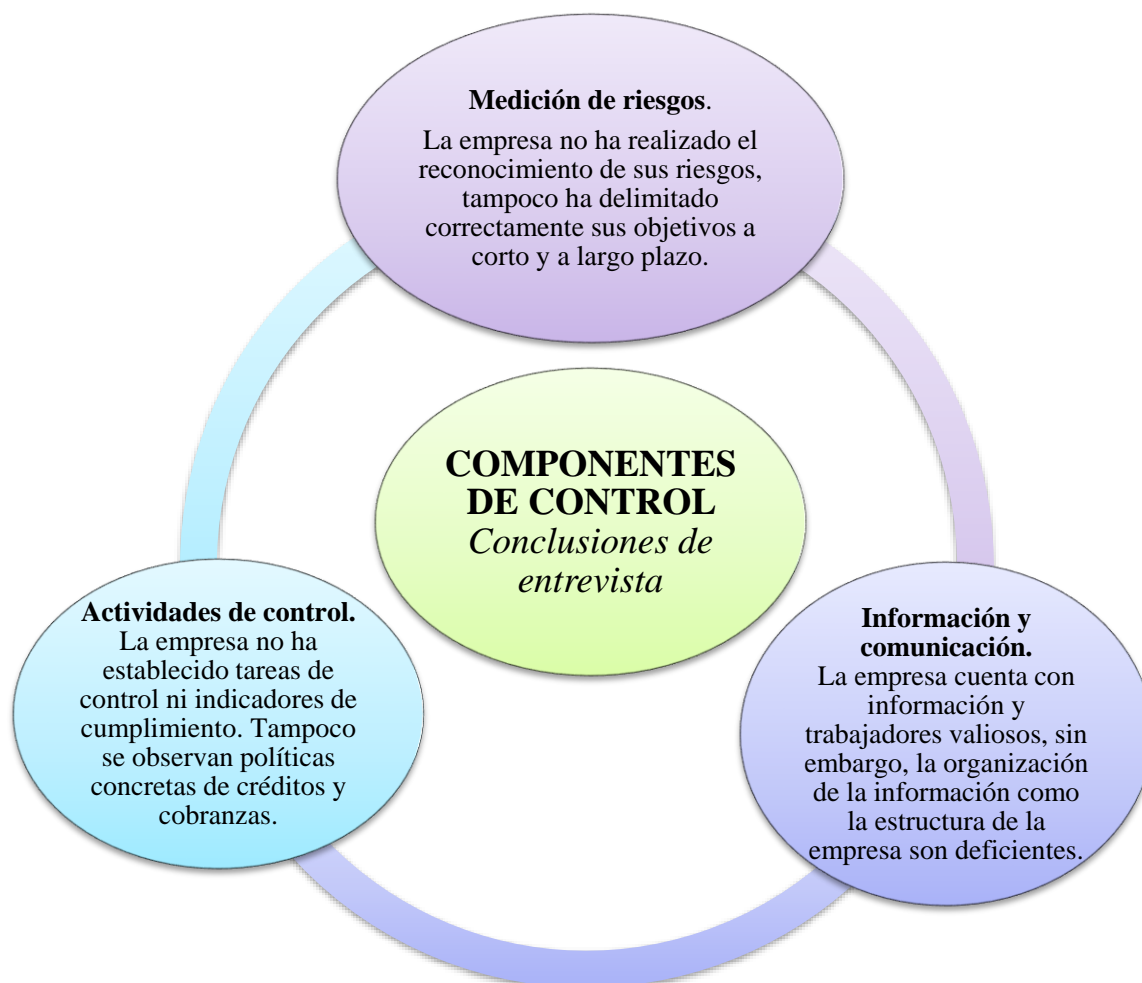 Medición de riesgos.
La empresa no ha realizado el
reconocimiento de sus riesgos,
tampoco ha delimitado
correctamente sus objetivos a
corto y a largo plazo.
COMPONENTES
DE CONTROL
Conclusiones de
entrevista
Actividades de control.
La empresa no ha
establecido tareas de
control ni indicadores de
cumplimiento. Tampoco
se observan políticas
concretas de créditos y
cobranzas.
Información y
comunicación.
La empresa cuenta con
información y
trabajadores valiosos, sin
embargo, la organización
de la información como
la estructura de la
empresa son deficientes.